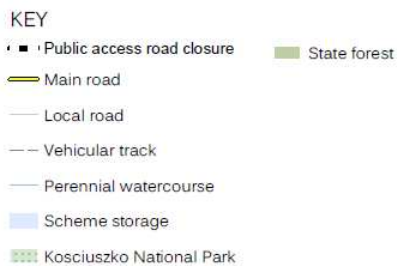 KEY
Public access road closure
State forest
Main road
Local road
Vehicular track
Perennial watercourse
Scheme storage
Kosciuszko National Park